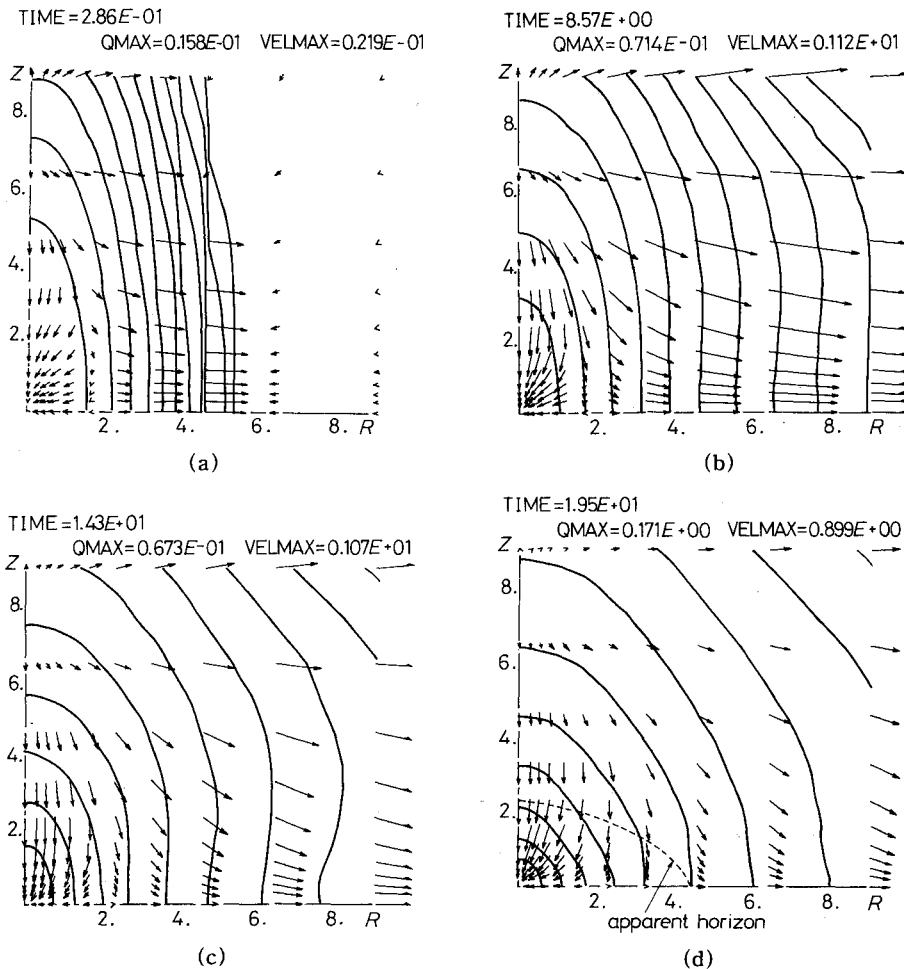 TIME=2.86E-01
QMAX=0.158E-01 VELMAX=0.219E-01
Z
8.
6.
4.
2.
2. 4. 6. 8. R
(a)
TIME=8.57E+00
QMAX=0.714E-01 VELMAX=0.112E+01
Z
8.
6.
4.
2.
2. 4. 6. 8. R
(b)
TIME=1.43E+01
QMAX=0.673E-01 VELMAX=0.107E+01
Z
8.
6.
4.
2.
2. 4. 6. 8. R
(c)
TIME=1.95E+01
QMAX=0.171E+00 VELMAX=0.899E+00
Z
8.
6.
4.
2.
2. 4. 6. 8. R
apparent horizon
(d)